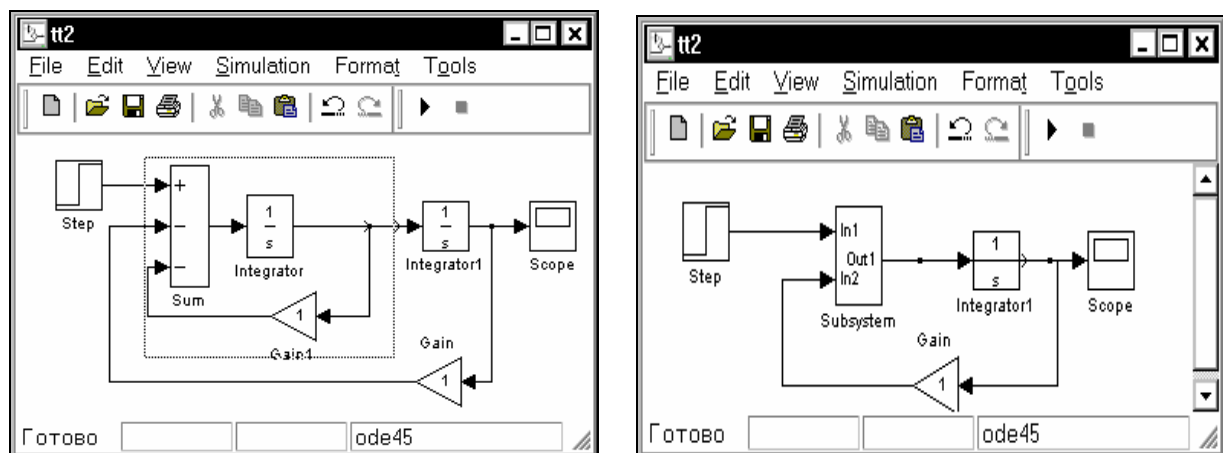 tt2
File Edit View Simulation Format Tools
+
Step
−
1
s
Integrator
1
s
Integrator1
Scope
−
Sum
1
Gain1
Gain
1
Готово
ode45
tt2
File Edit View Simulation Format Tools
Step
In1
Out1
In2
Subsystem
1
s
Integrator1
Scope
Gain
1
Готово
ode45